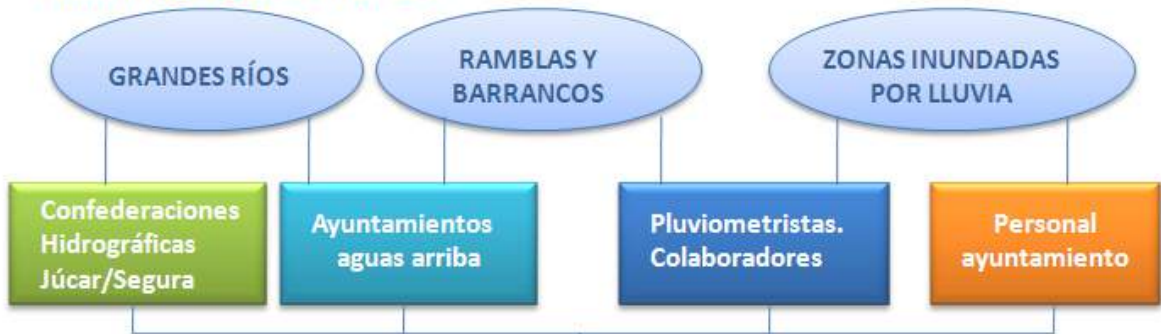 GRANDES RÍOS
RAMBLAS Y
BARRANCOS
ZONAS INUNDADAS
POR LLUVIA
Confederaciones
Hidrográficas
Júcar/Segura
Ayuntamientos
aguas arriba
Pluviometristas.
Colaboradores
Personal
ayuntamiento